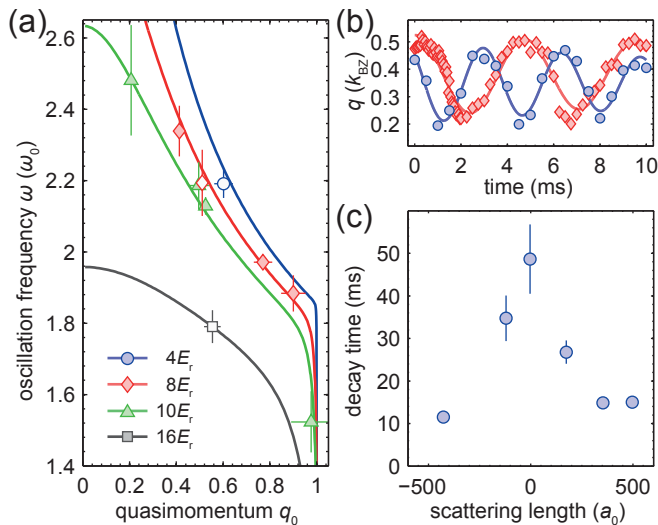 (a)
2.6
2.4
2.2
2
1.8
1.6
1.4
oscillation frequency ω (ω₀)
4Eᵣ
8Eᵣ
10Eᵣ
16Eᵣ
0 0.2 0.4 0.6 0.8 1
quasimomentum q₀
(b)
0.5
0.4
0.3
0.2
q (k_BZ)
0 2 4 6 8 10
time (ms)
(c)
50
40
30
20
10
0
decay time (ms)
−500 0 500
scattering length (a₀)